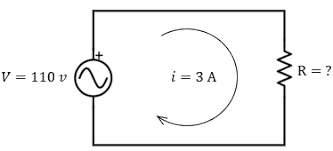 +
V = 110 v
i = 3 A
R = ?